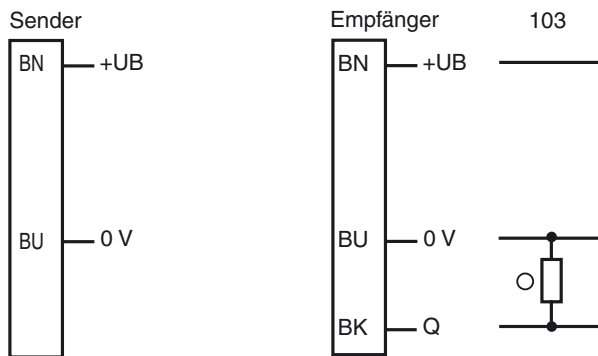 Sender
BN +UB
BU 0 V
Empfänger 103
BN +UB
BU 0 V
BK Q